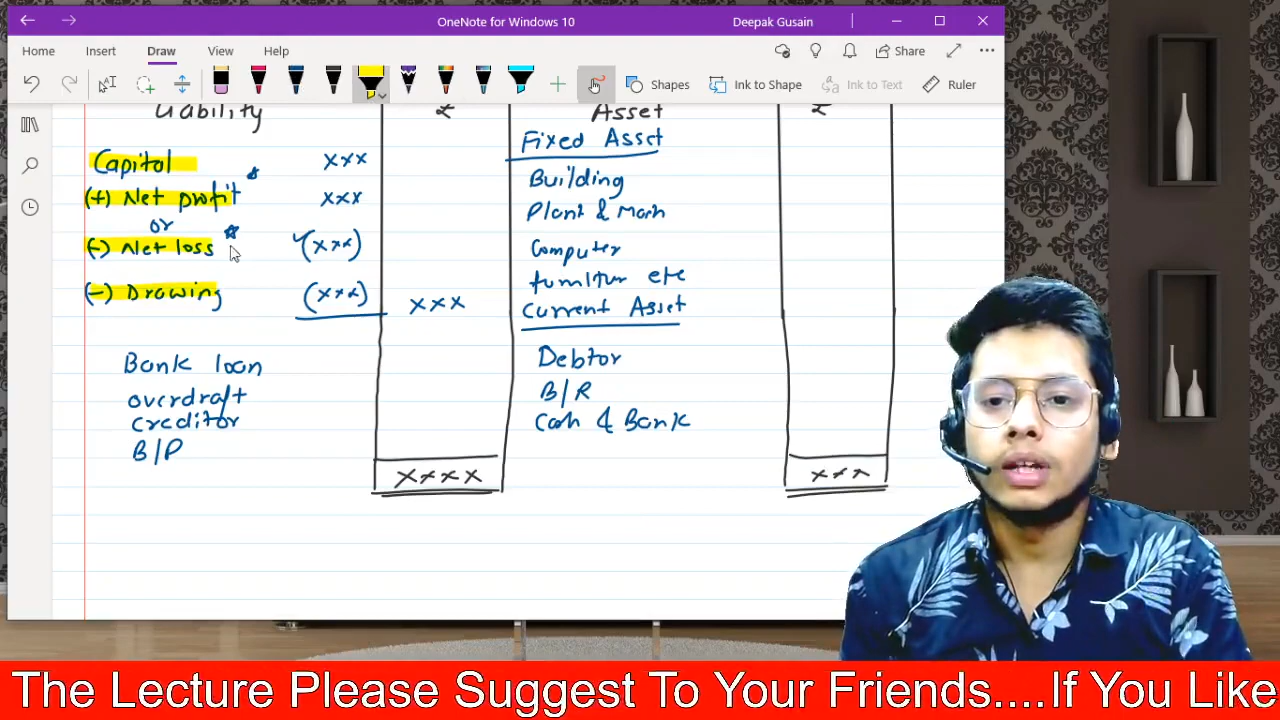 OneNote for Windows 10
Deepak Gusain
Home Insert Draw View Help
Share
Shapes
Ink to Shape
Ink to Text
Ruler
Liability ₹ Asset ₹
Fixed Asset
Capital xxx
(+) Net profit xxx
or
(-) Net loss (xxx)
(-) Drawing (xxx) xxx
Bank loan
overdraft
creditor
B/P
xxxx
Building
Plant & Mach
Computer
furnitur etc
Current Asset
Debtor
B/R
Cash & Bank
xxx
The Lecture Please Suggest To Your Friends....If You Like